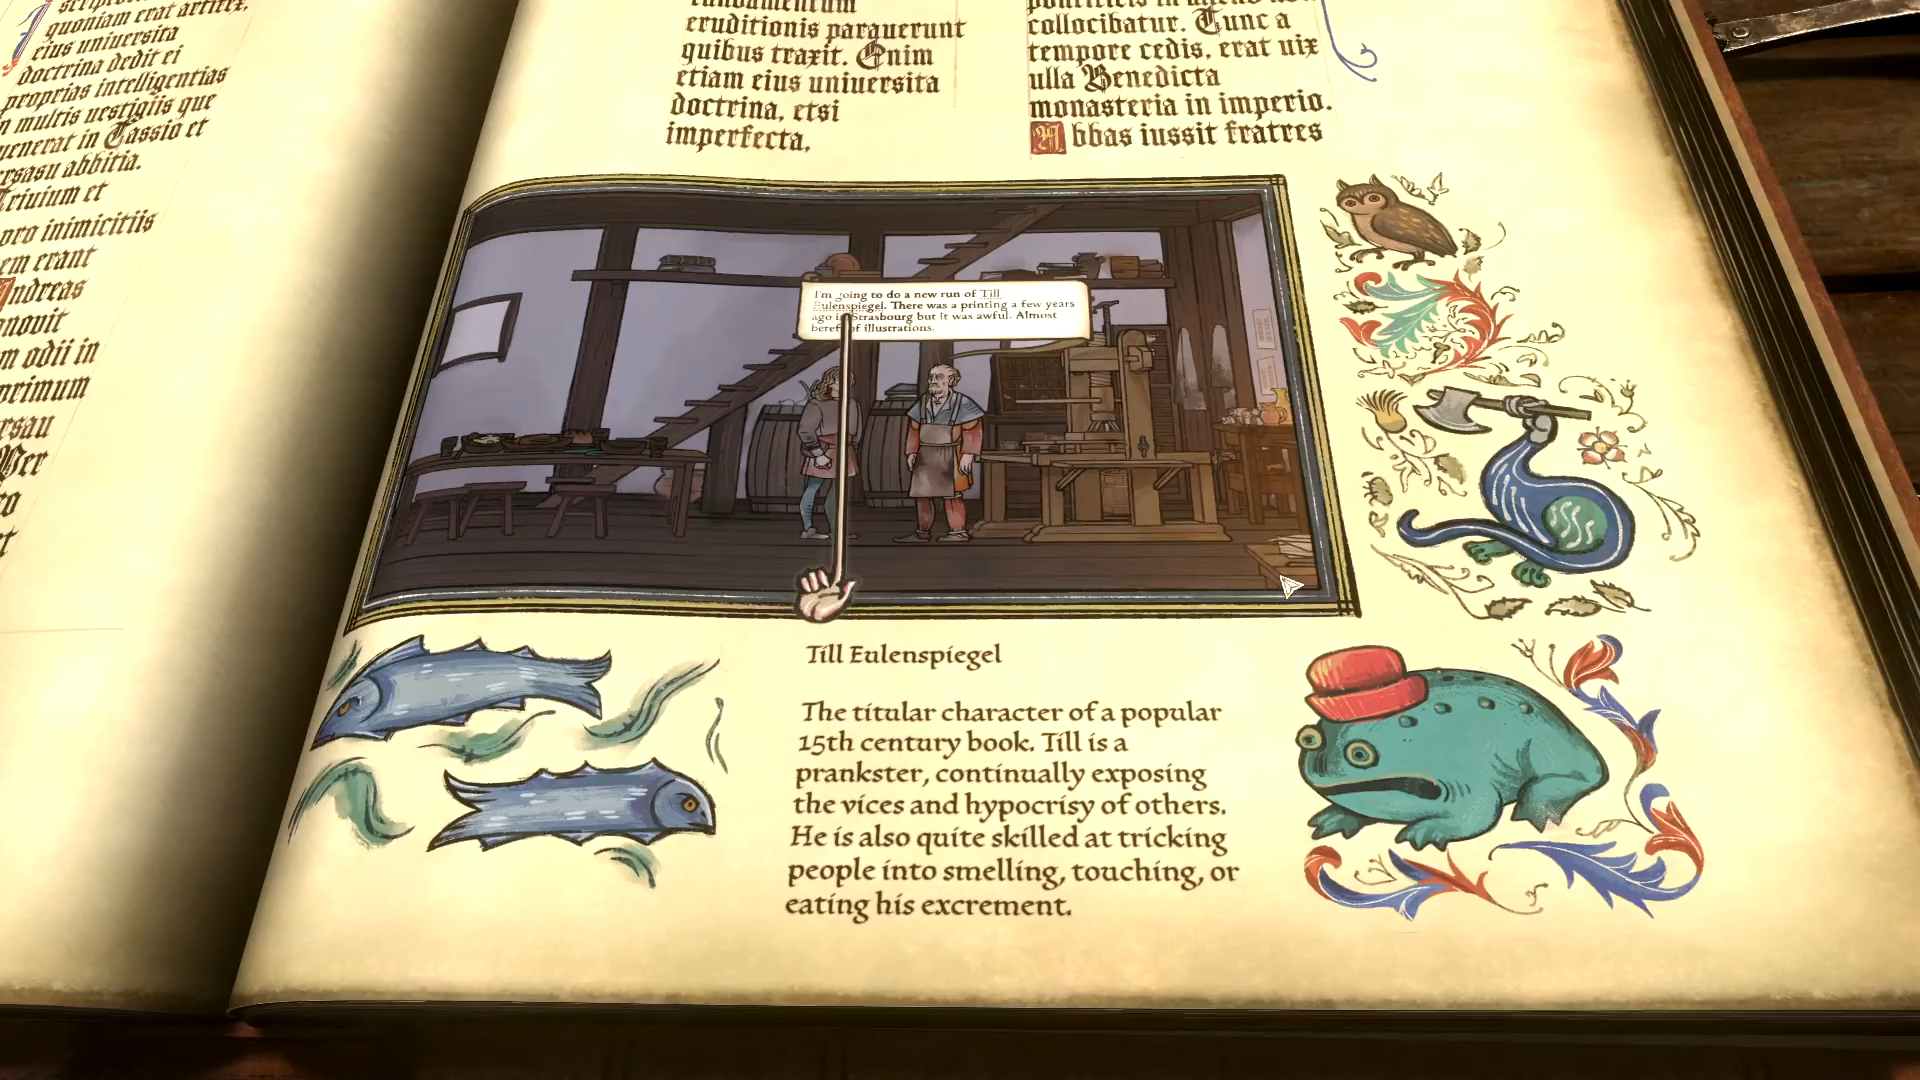 quoniam erat artifex,
eius uniuersita
doctrina dedit ei
proprias intelligentias
in multis uestigiis que
uenerat in Tassio et
abbitia.
Triuium et
pro inimicitiis
em erant
Andreas
nouit
m odii in
primum
rsau
Wer
eruditionis parauerunt
quibus traxit. Enim
etiam eius uniuersita
doctrina, etsi
imperfecta,
collocibatur. Tunc a
tempore cedis, erat uix
ulla Benedicta
monasteria in imperio.
Abbas iussit fratres
I'm going to do a new run of Till
Eulenspiegel. There was a printing a few years
ago in Strasbourg but it was awful. Almost
bereft of illustrations.
Till Eulenspiegel
The titular character of a popular
15th century book. Till is a
prankster, continually exposing
the vices and hypocrisy of others.
He is also quite skilled at tricking
people into smelling, touching, or
eating his excrement.